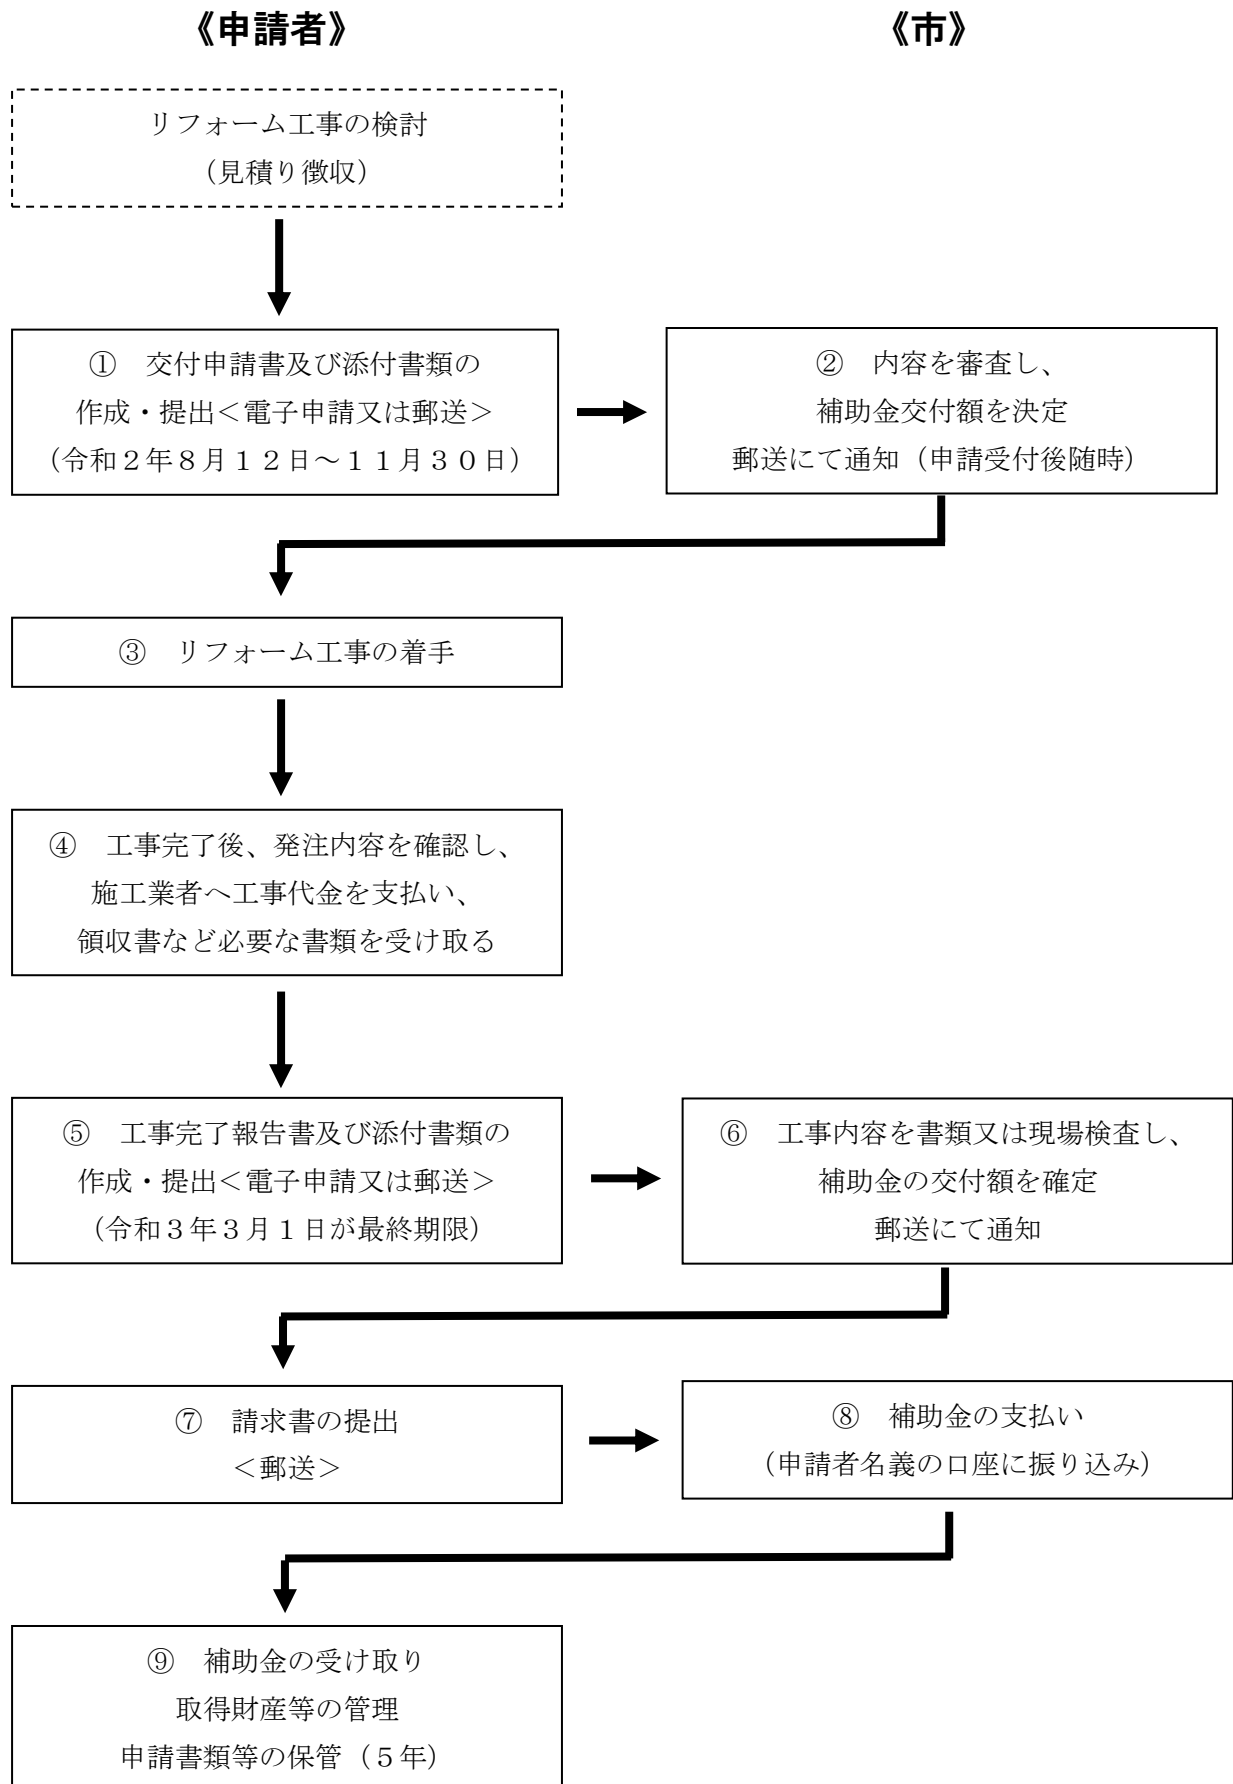 《申請者》
《市》
リフォーム工事の検討
（見積り徴収）
①　交付申請書及び添付書類の
作成・提出＜電子申請又は郵送＞
（令和２年８月１２日～１１月３０日）
②　内容を審査し、
補助金交付額を決定
郵送にて通知（申請受付後随時）
③　リフォーム工事の着手
④　工事完了後、発注内容を確認し、
施工業者へ工事代金を支払い、
領収書など必要な書類を受け取る
⑤　工事完了報告書及び添付書類の
作成・提出＜電子申請又は郵送＞
（令和３年３月１日が最終期限）
⑥　工事内容を書類又は現場検査し、
補助金の交付額を確定
郵送にて通知
⑦　請求書の提出
＜郵送＞
⑧　補助金の支払い
（申請者名義の口座に振り込み）
⑨　補助金の受け取り
取得財産等の管理
申請書類等の保管（５年）